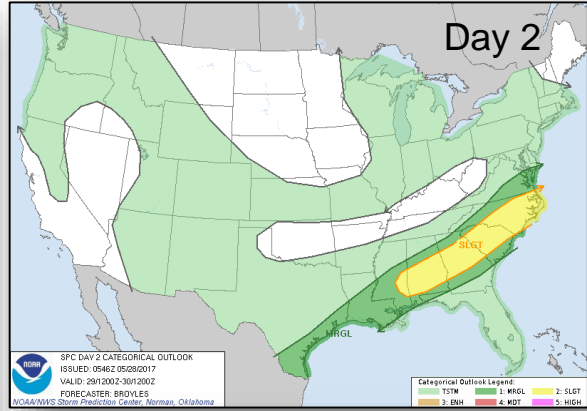 Day 2
SLGT
MRGL
NOAA
SPC DAY 2 CATEGORICAL OUTLOOK
ISSUED: 0546Z 05/28/2017
VALID: 29/1200Z-30/1200Z
FORECASTER: BROYLES
NOAA/NWS Storm Prediction Center, Norman, Oklahoma
Categorical Outlook Legend:
TSTM 1: MRGL 2: SLGT
3: ENH 4: MDT 5: HIGH